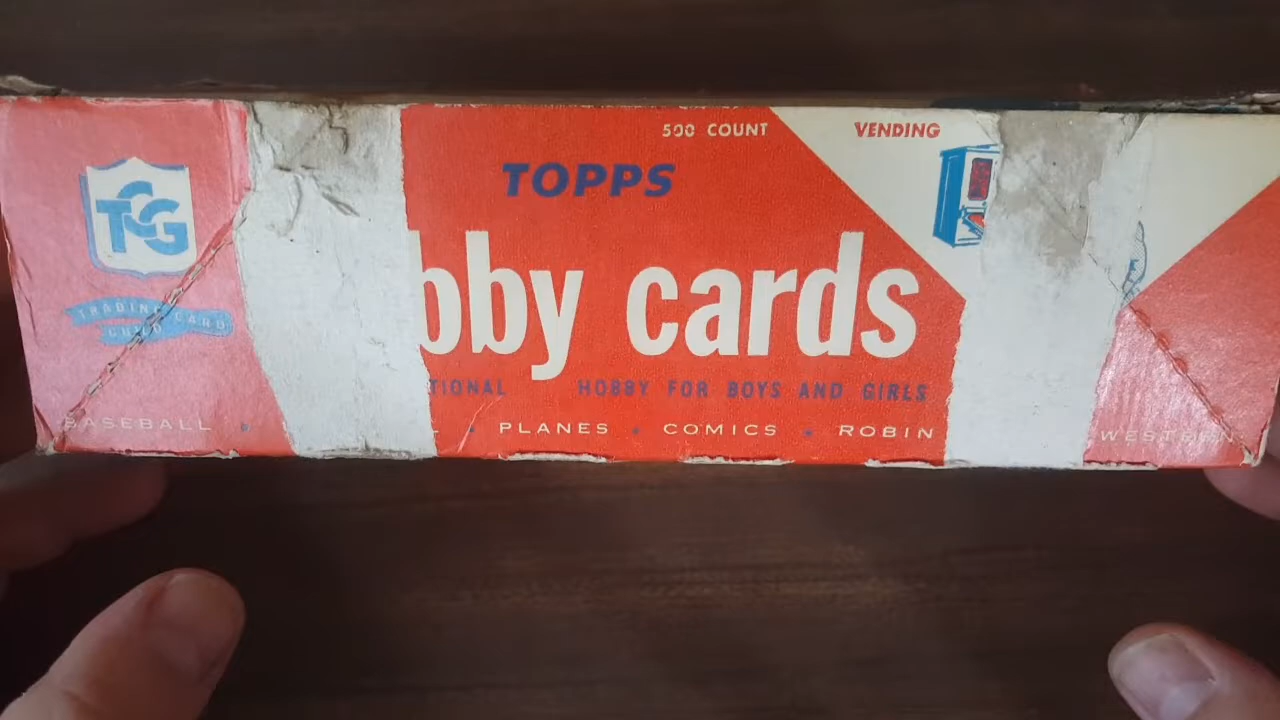 500 COUNT VENDING
TOPPS
TCG
bby cards
TRADING CARD
GUILD
TIONAL HOBBY FOR BOYS AND GIRLS
BASEBALL • L • PLANES • COMICS • ROBIN WESTERN